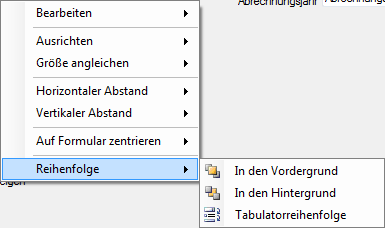 Abrechnungsjahr
Bearbeiten
Ausrichten
Größe angleichen
Horizontaler Abstand
Vertikaler Abstand
Auf Formular zentrieren
Reihenfolge
In den Vordergrund
In den Hintergrund
Tabulatorreihenfolge